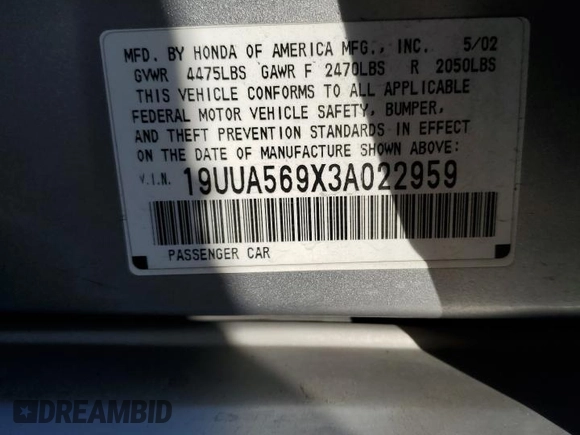 MFD. BY HONDA OF AMERICA MFG., INC. 5/02
GVWR 4475LBS GAWR F 2470LBS R 2050LBS
THIS VEHICLE CONFORMS TO ALL APPLICABLE
FEDERAL MOTOR VEHICLE SAFETY, BUMPER,
AND THEFT PREVENTION STANDARDS IN EFFECT
ON THE DATE OF MANUFACTURE SHOWN ABOVE:
V.I.N. 19UUA569X3A022959
PASSENGER CAR
DREAMBID